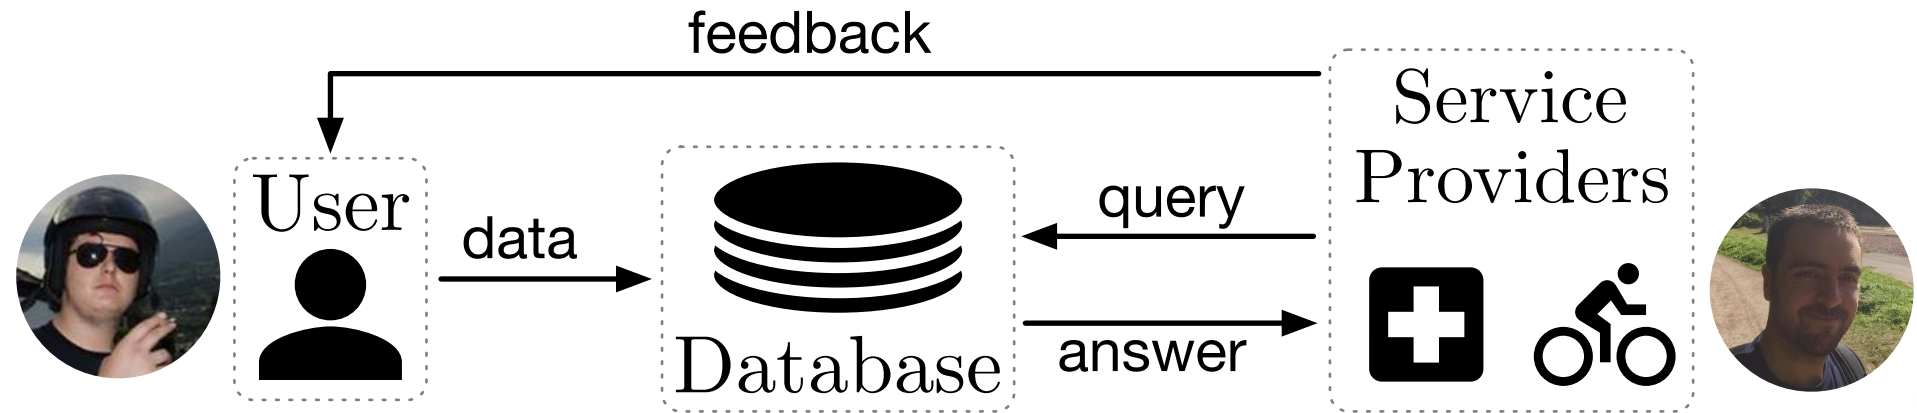 feedback
User
data
Database
query
answer
Service
Providers